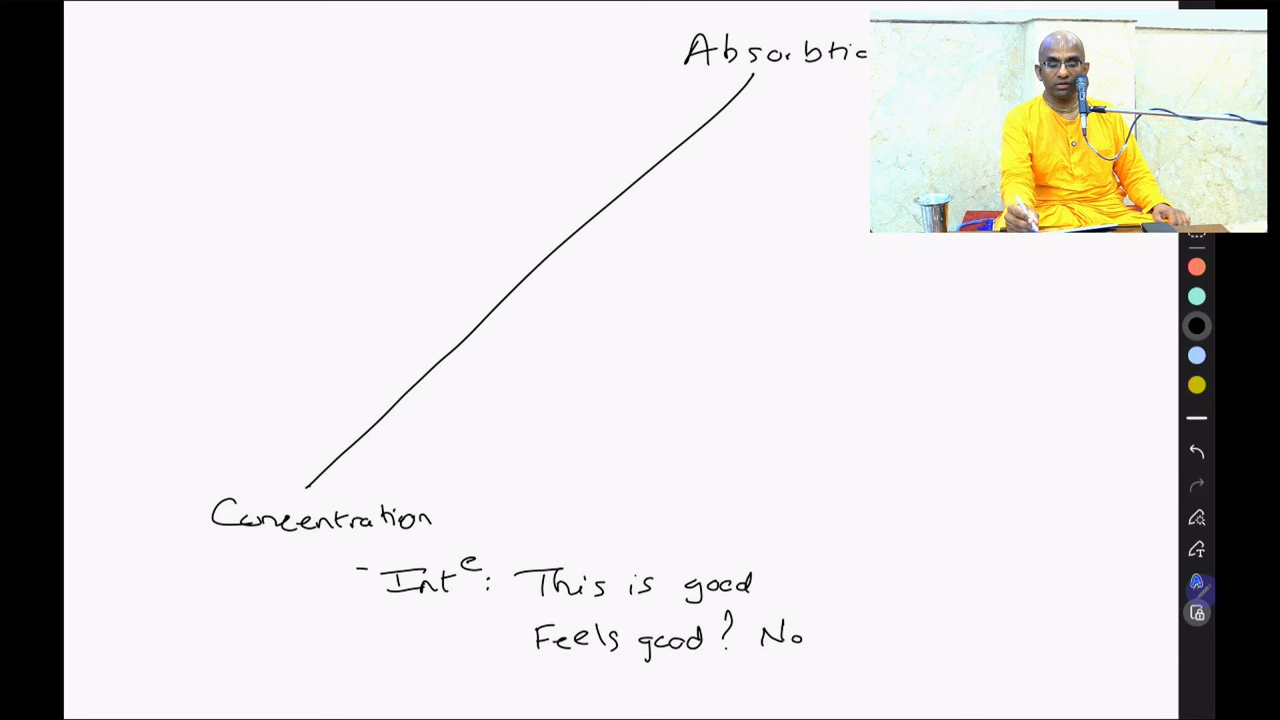 Absorbtio
Concentration
- Int^e: This is good
Feels good? No